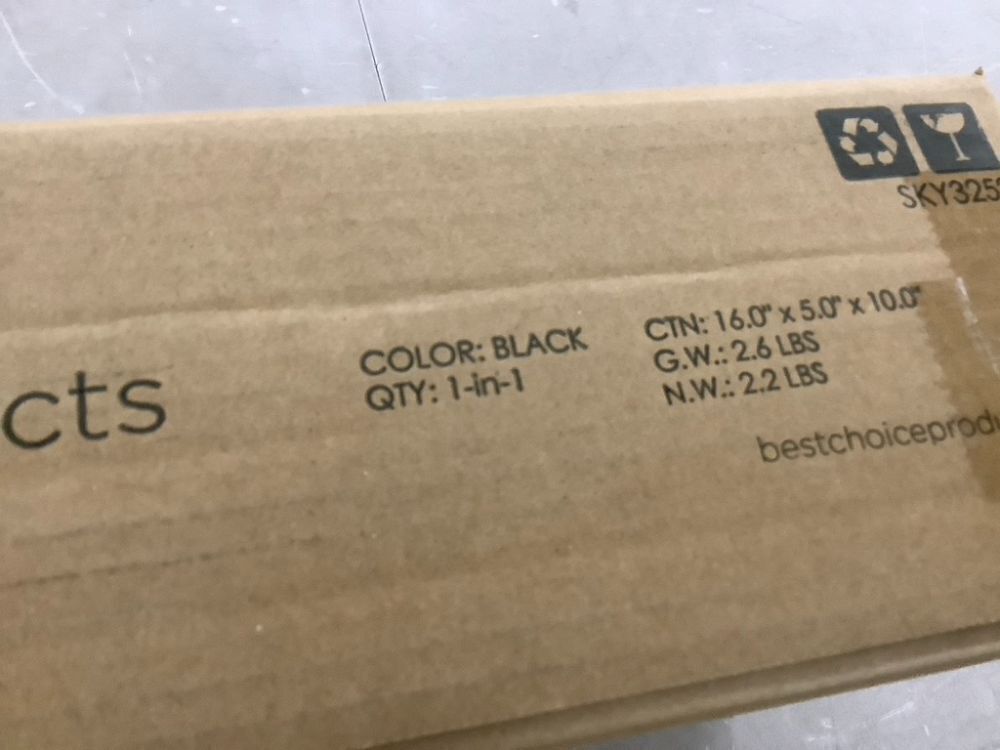 SKY325
cts
COLOR: BLACK
QTY: 1-in-1
CTN: 16.0" x 5.0" x 10.0"
G.W.: 2.6 LBS
N.W.: 2.2 LBS
bestchoiceprodu